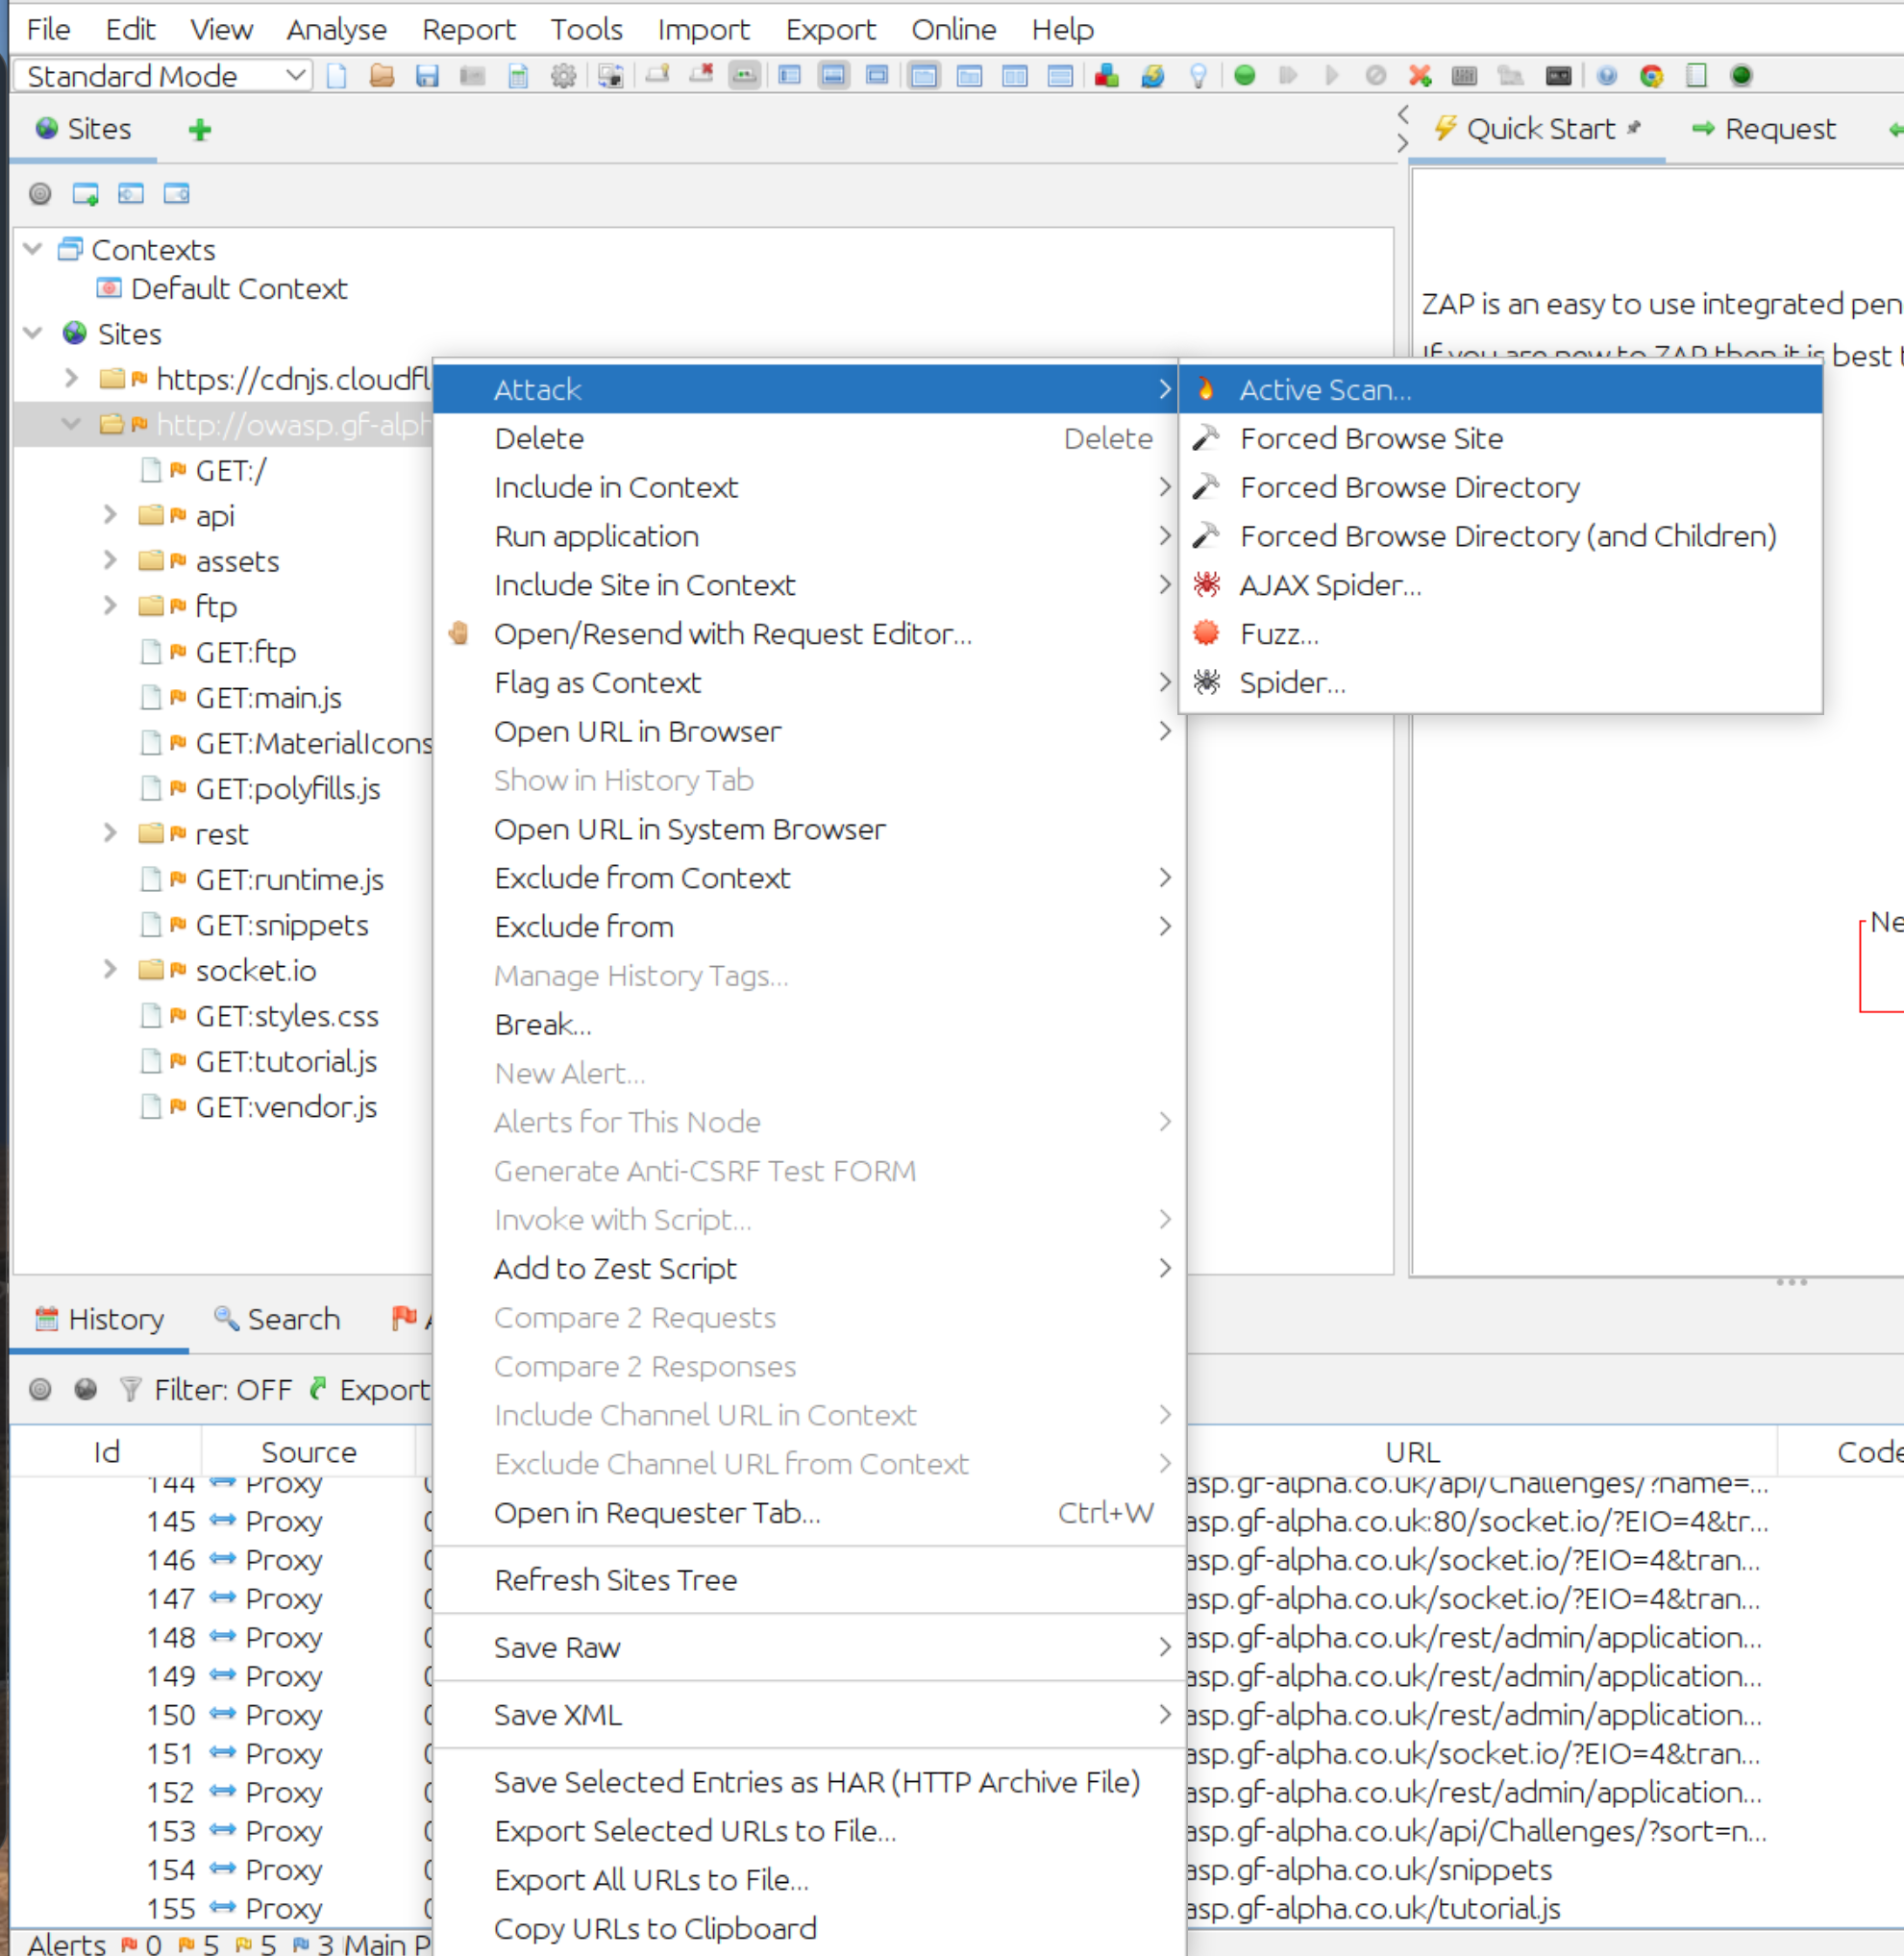 File Edit View Analyse Report Tools Import Export Online Help
Standard Mode
Sites
Quick Start Request
Contexts
Default Context
Sites
https://cdnjs.cloudfl
http://owasp.gf-alph
GET:/
api
assets
ftp
GET:ftp
GET:main.js
GET:MaterialIcons
GET:polyfills.js
rest
GET:runtime.js
GET:snippets
socket.io
GET:styles.css
GET:tutorial.js
GET:vendor.js
Attack
Delete Delete
Include in Context
Run application
Include Site in Context
Open/Resend with Request Editor...
Flag as Context
Open URL in Browser
Show in History Tab
Open URL in System Browser
Exclude from Context
Exclude from
Manage History Tags...
Break...
New Alert...
Alerts for This Node
Generate Anti-CSRF Test FORM
Invoke with Script...
Add to Zest Script
Compare 2 Requests
Compare 2 Responses
Include Channel URL in Context
Exclude Channel URL from Context
Open in Requester Tab... Ctrl+W
Refresh Sites Tree
Save Raw
Save XML
Save Selected Entries as HAR (HTTP Archive File)
Export Selected URLs to File...
Export All URLs to File...
Copy URLs to Clipboard
Active Scan...
Forced Browse Site
Forced Browse Directory
Forced Browse Directory (and Children)
AJAX Spider...
Fuzz...
Spider...
ZAP is an easy to use integrated pen
If you are new to ZAP then it is best t
Ne
History Search
Filter: OFF Export
Id Source URL Code
144 Proxy asp.gf-alpha.co.uk/api/Challenges/?name=...
145 Proxy asp.gf-alpha.co.uk:80/socket.io/?EIO=4&tr...
146 Proxy asp.gf-alpha.co.uk/socket.io/?EIO=4&tran...
147 Proxy asp.gf-alpha.co.uk/socket.io/?EIO=4&tran...
148 Proxy asp.gf-alpha.co.uk/rest/admin/application...
149 Proxy asp.gf-alpha.co.uk/rest/admin/application...
150 Proxy asp.gf-alpha.co.uk/rest/admin/application...
151 Proxy asp.gf-alpha.co.uk/socket.io/?EIO=4&tran...
152 Proxy asp.gf-alpha.co.uk/rest/admin/application...
153 Proxy asp.gf-alpha.co.uk/api/Challenges/?sort=n...
154 Proxy asp.gf-alpha.co.uk/snippets
155 Proxy asp.gf-alpha.co.uk/tutorial.js
Alerts 0 5 5 3 Main P